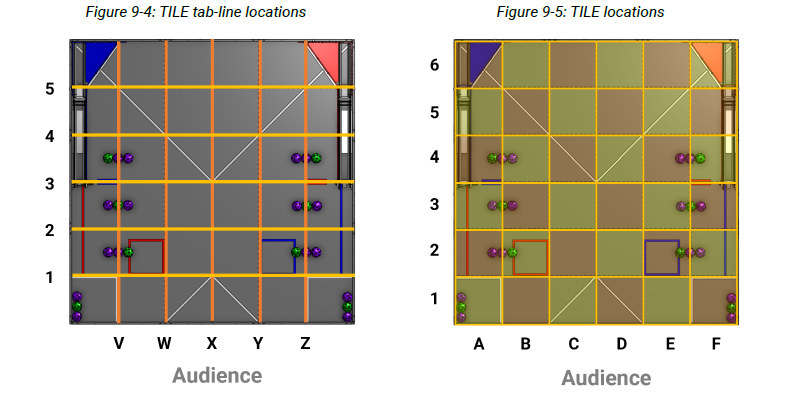 Figure 9-4: TILE tab-line locations
5
4
3
2
1
V W X Y Z
Audience
Figure 9-5: TILE locations
6
5
4
3
2
1
A B C D E F
Audience